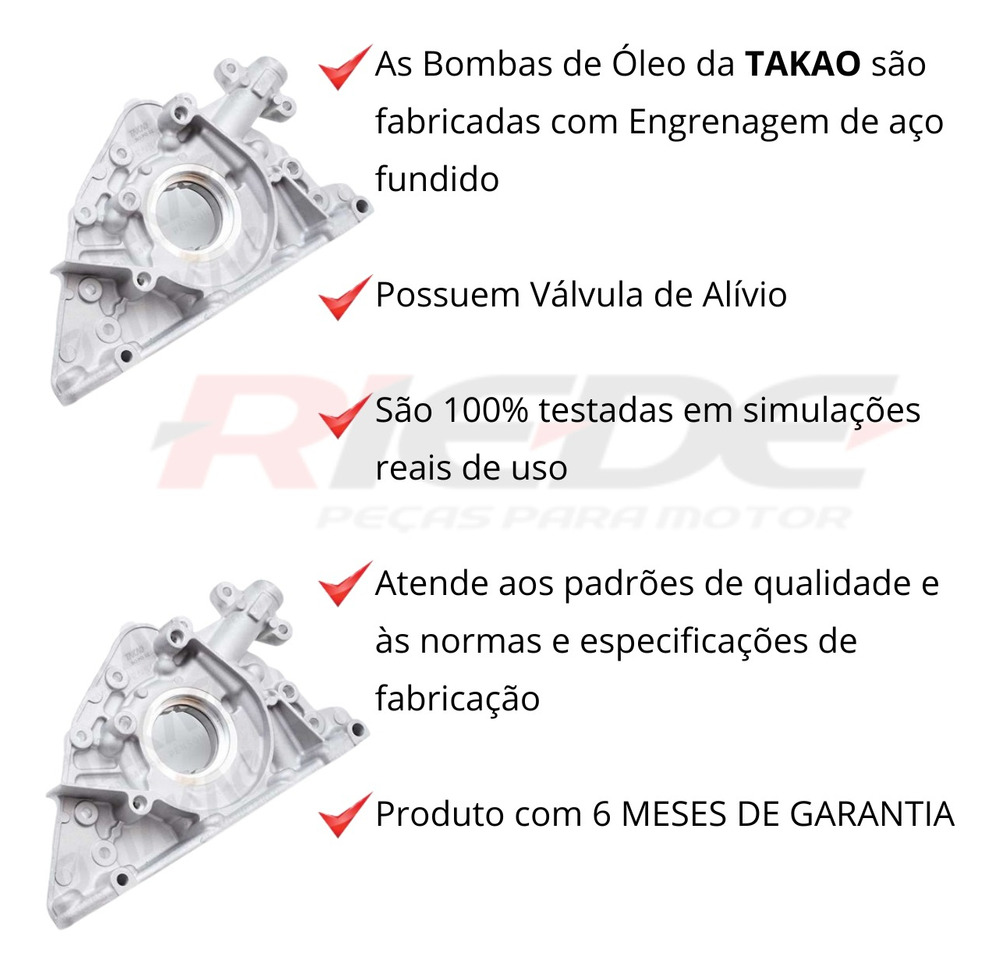 As Bombas de Óleo da TAKAO são
fabricadas com Engrenagem de aço
fundido
Possuem Válvula de Alívio
RIEDE
São 100% testadas em simulações
reais de uso
PEÇAS PARA MOTOR
Atende aos padrões de qualidade e
às normas e especificações de
fabricação
Produto com 6 MESES DE GARANTIA